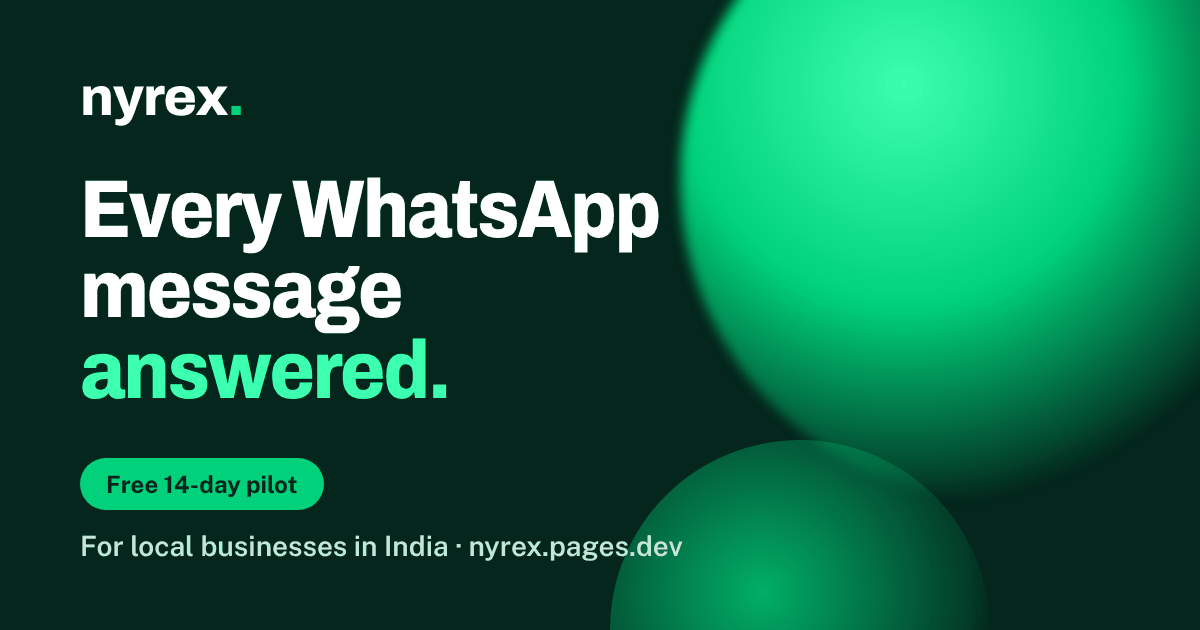 nyrex.
Every WhatsApp
message
answered.
Free 14-day pilot
For local businesses in India · nyrex.pages.dev